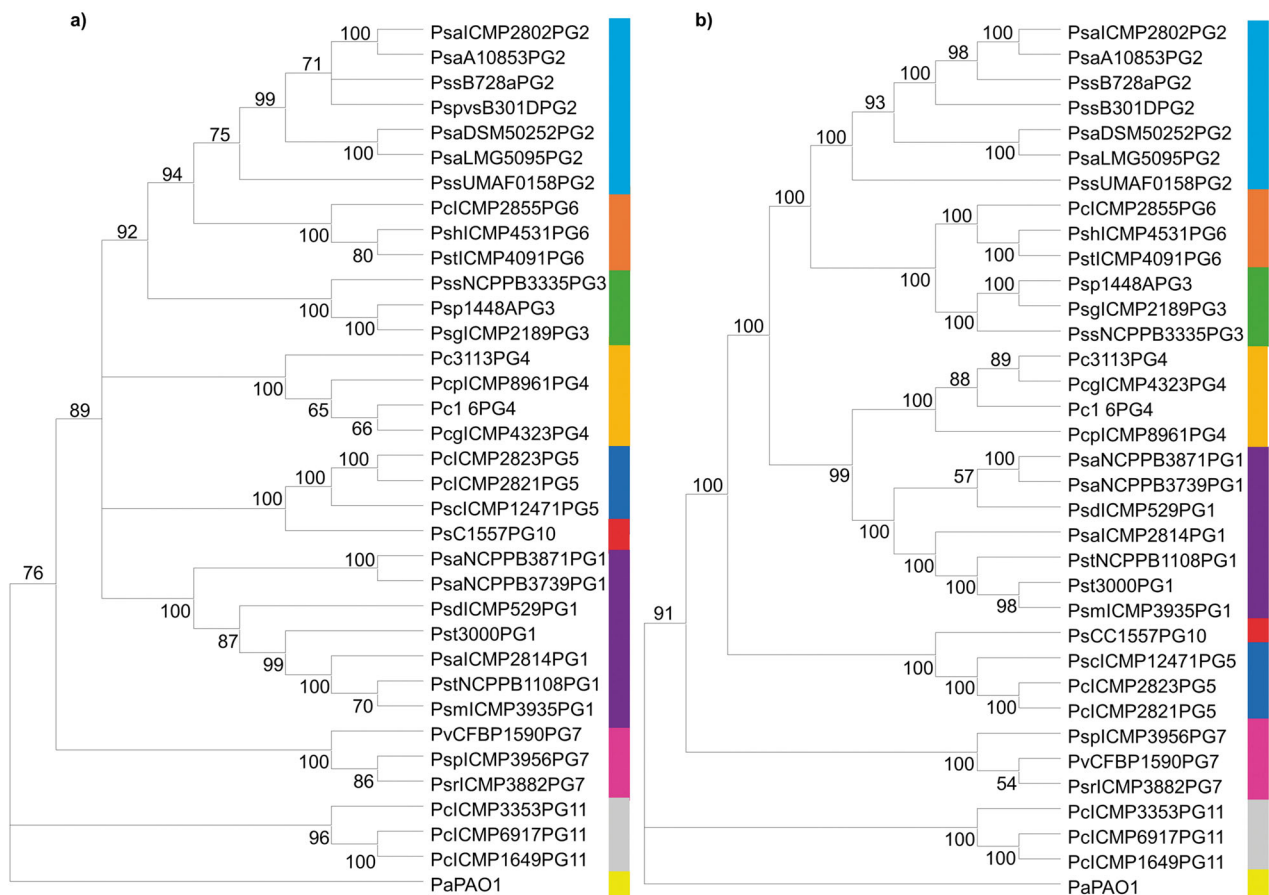 a)
PsaICMP2802PG2
PsaA10853PG2
PssB728aPG2
PspvsB301DPG2
PsaDSM50252PG2
PsaLMG5095PG2
PssUMAF0158PG2
PcICMP2855PG6
PshICMP4531PG6
PstICMP4091PG6
PssNCPPB3335PG3
Psp1448APG3
PsgICMP2189PG3
Pc3113PG4
PcpICMP8961PG4
Pc1 6PG4
PcgICMP4323PG4
PcICMP2823PG5
PcICMP2821PG5
PscICMP12471PG5
PsC1557PG10
PsaNCPPB3871PG1
PsaNCPPB3739PG1
PsdICMP529PG1
Pst3000PG1
PsaICMP2814PG1
PstNCPPB1108PG1
PsmICMP3935PG1
PvCFBP1590PG7
PspICMP3956PG7
PsrICMP3882PG7
PcICMP3353PG11
PcICMP6917PG11
PcICMP1649PG11
PaPAO1
100
71
99
75
100
94
100
80
92
100
100
100
65
66
89
100
100
100
100
100
87
99
100
70
76
100
86
96
100
b)
PsaICMP2802PG2
PsaA10853PG2
PssB728aPG2
PssB301DPG2
PsaDSM50252PG2
PsaLMG5095PG2
PssUMAF0158PG2
PcICMP2855PG6
PshICMP4531PG6
PstICMP4091PG6
Psp1448APG3
PsgICMP2189PG3
PssNCPPB3335PG3
Pc3113PG4
PcgICMP4323PG4
Pc1 6PG4
PcpICMP8961PG4
PsaNCPPB3871PG1
PsaNCPPB3739PG1
PsdICMP529PG1
PsaICMP2814PG1
PstNCPPB1108PG1
Pst3000PG1
PsmICMP3935PG1
PsCC1557PG10
PscICMP12471PG5
PcICMP2823PG5
PcICMP2821PG5
PspICMP3956PG7
PvCFBP1590PG7
PsrICMP3882PG7
PcICMP3353PG11
PcICMP6917PG11
PcICMP1649PG11
PaPAO1
100
98
100
93
100
100
100
100
100
100
100
100
100
89
88
100
99
100
57
100
100
100
98
100
91
100
100
100
100
54
100
100